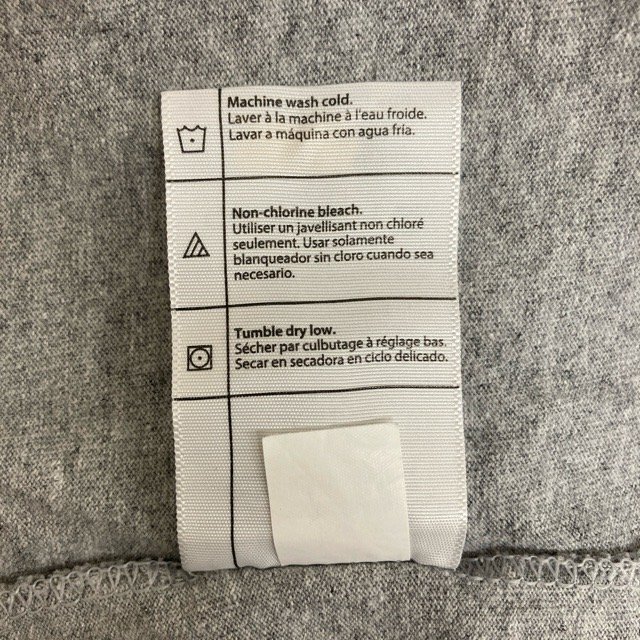 Machine wash cold.
Laver à la machine à l'eau froide.
Lavar a máquina con agua fría.
Non-chlorine bleach.
Utiliser un javellisant non chloré
seulement. Usar solamente
blanqueador sin cloro cuando sea
necesario.
Tumble dry low.
Sécher par culbutage à réglage bas.
Secar en secadora en ciclo delicado.